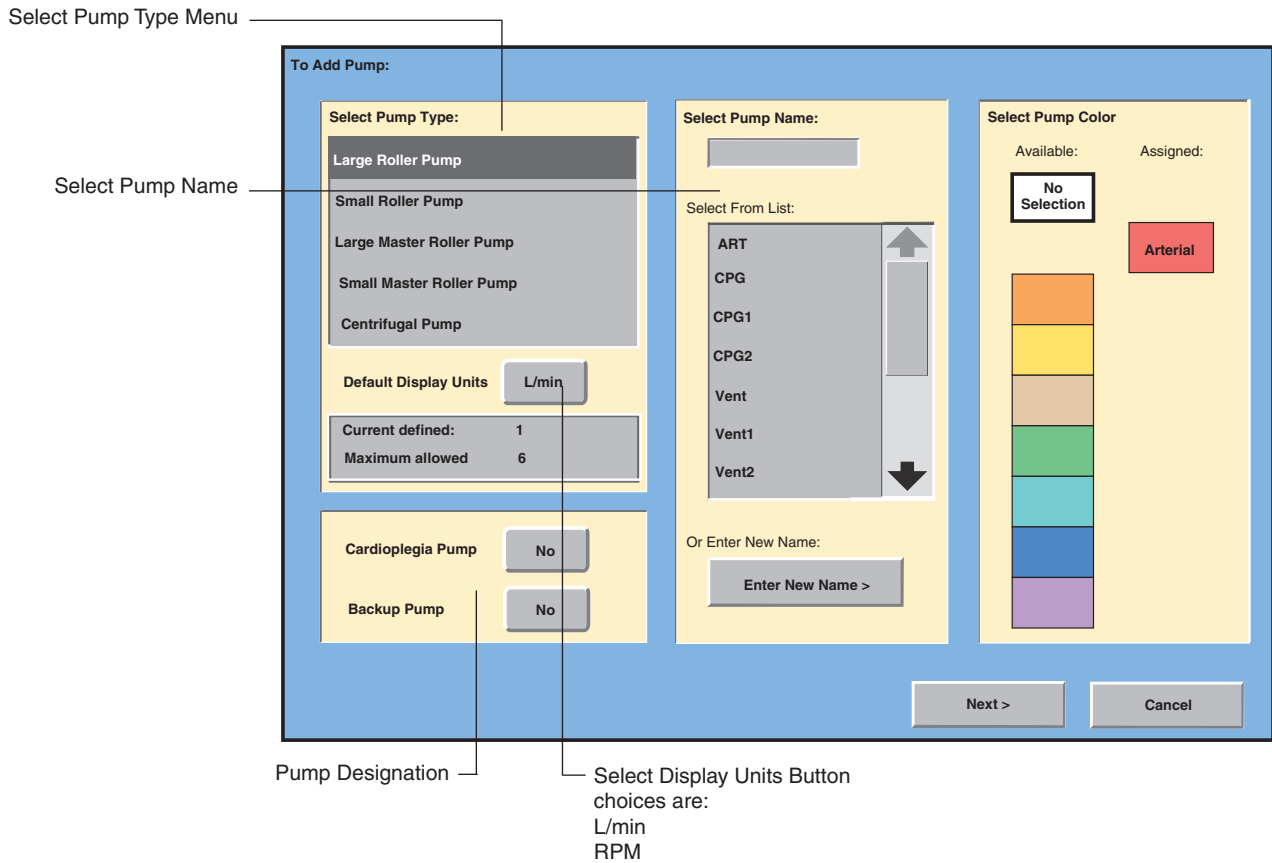 Select Pump Type Menu
To Add Pump:
Select Pump Type:
Large Roller Pump
Select Pump Name
Small Roller Pump
Large Master Roller Pump
Small Master Roller Pump
Centrifugal Pump
Default Display Units L/min
Current defined: 1
Maximum allowed 6
Cardioplegia Pump No
Backup Pump No
Select Pump Name:
Select From List:
ART
CPG
CPG1
CPG2
Vent
Vent1
Vent2
Or Enter New Name:
Enter New Name >
Select Pump Color
Available: Assigned:
No
Selection
Arterial
Next > Cancel
Pump Designation
Select Display Units Button
choices are:
L/min
RPM